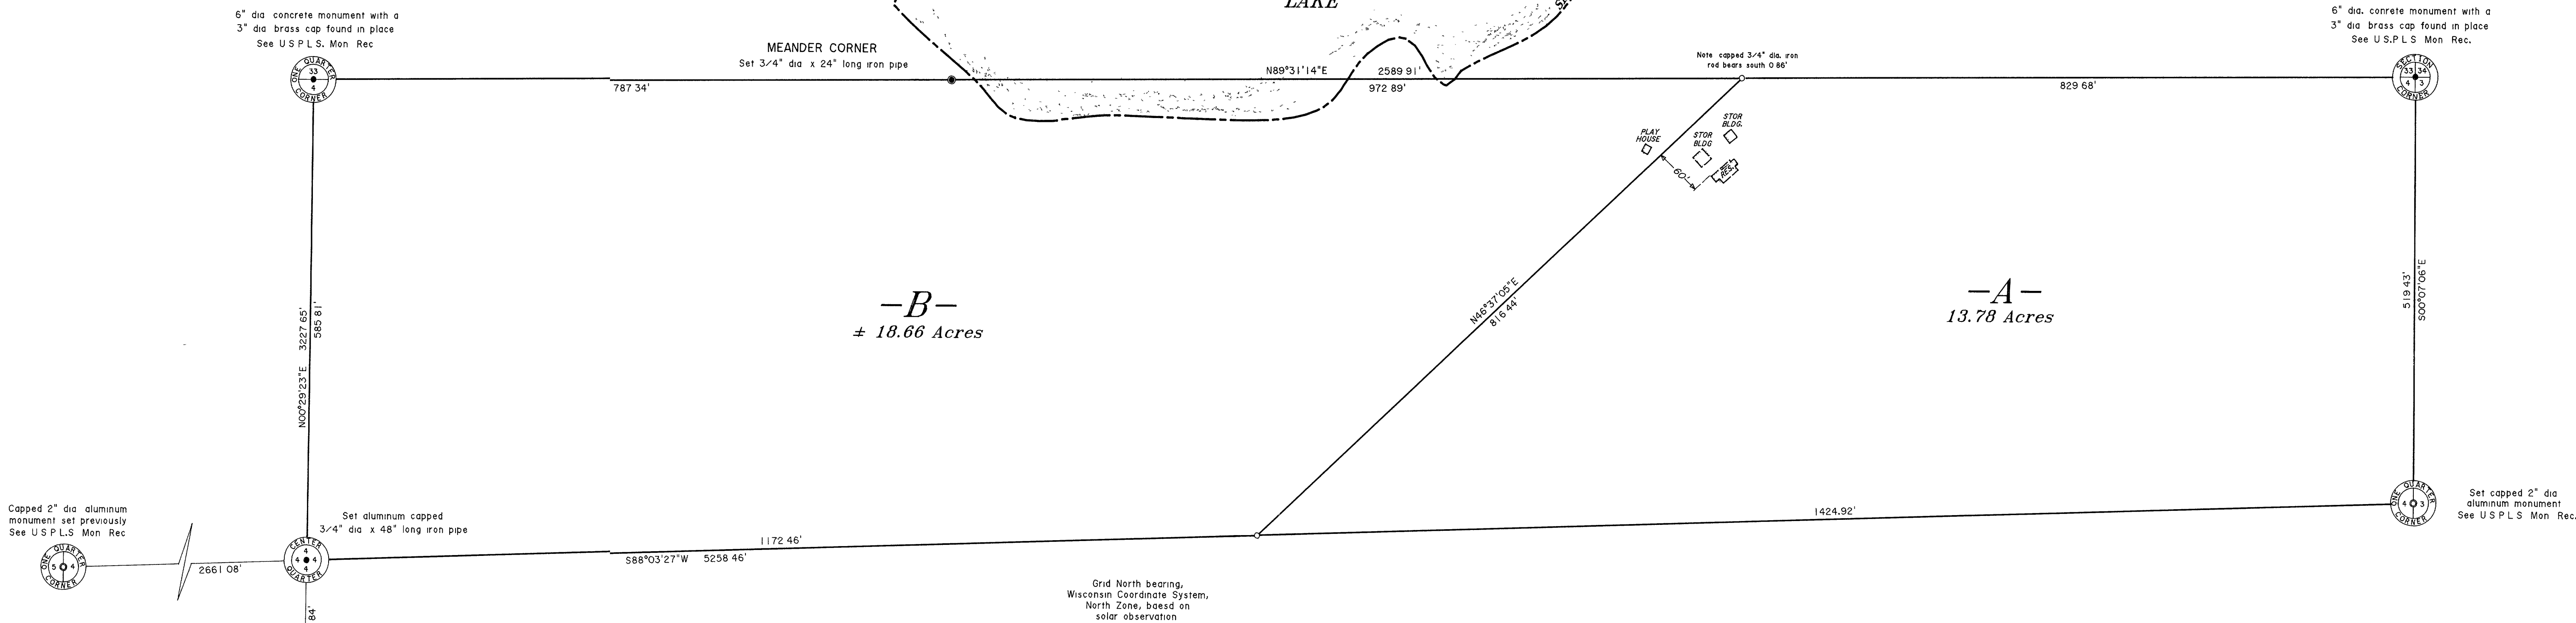 LAKE
6" dia concrete monument with a
3" dia brass cap found in place
See U S P L S. Mon Rec
ONE QUARTER
33
4
CORNER
MEANDER CORNER
Set 3/4" dia x 24" long iron pipe
787 34'
N89°31'14"E 2589 91'
972 89'
Note capped 3/4" dia. iron
rod bears south 0 86'
829 68'
6" dia. conrete monument with a
3" dia brass cap found in place
See U.S.P.L.S Mon Rec.
SECTION
33 34
4 3
CORNER
PLAY
HOUSE
STOR
BLDG
STOR
BLDG.
RES.
60'
N00°29'23"E 3227 65'
585 81'
-B-
± 18.66 Acres
N46°37'05"E
816 44'
-A-
13.78 Acres
519 43'
S00°07'06"E
Capped 2" dia aluminum
monument set previously
See U S P L.S Mon Rec
ONE QUARTER
5 4
CORNER
2661 08'
Set aluminum capped
3/4" dia x 48" long iron pipe
CENTER
4
4 4
4
QUARTER
84'
1172 46'
S88°03'27"W 5258 46'
1424.92'
ONE QUARTER
4 3
CORNER
Set capped 2" dia
aluminum monument
See U S P L S Mon Rec.
Grid North bearing,
Wisconsin Coordinate System,
North Zone, baesd on
solar observation